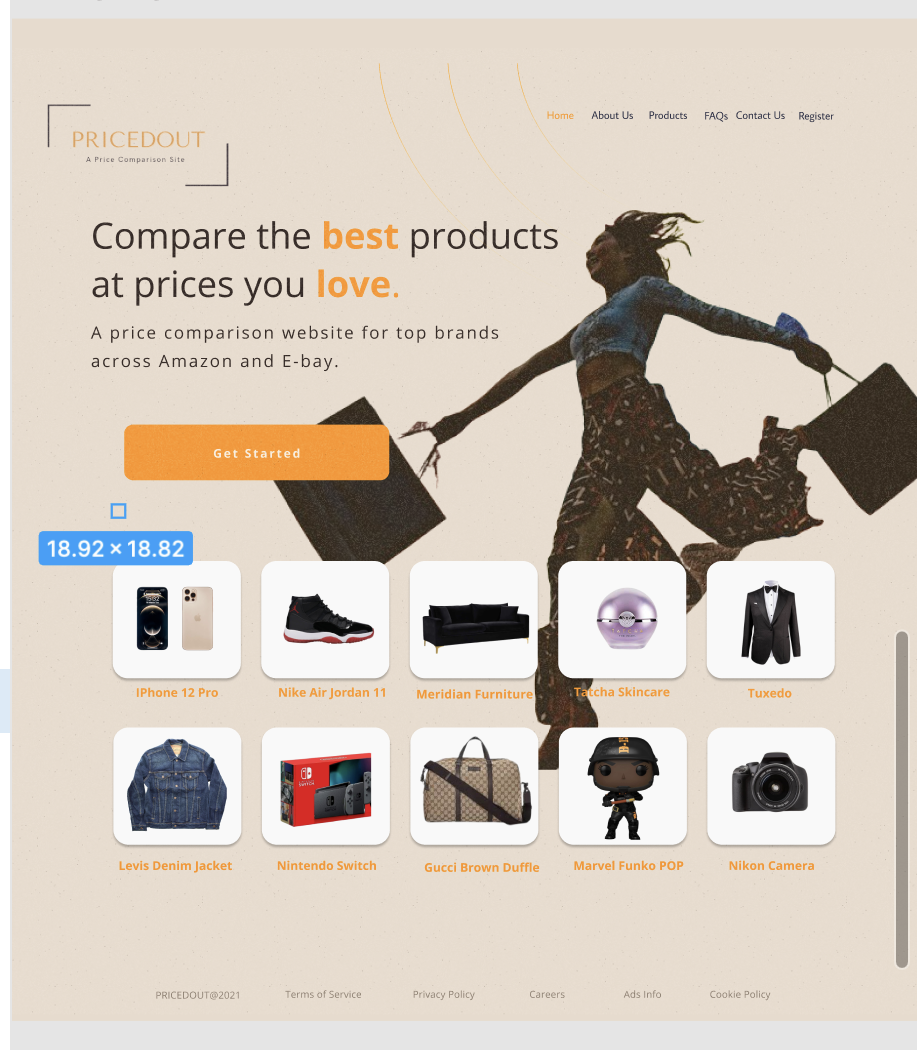 PRICEDOUT
A Price Comparison Site
Home About Us Products FAQs Contact Us Register
Compare the best products
at prices you love.
A price comparison website for top brands
across Amazon and E-bay.
Get Started
18.92 × 18.82
IPhone 12 Pro
Nike Air Jordan 11
Meridian Furniture
Tatcha Skincare
Tuxedo
Levis Denim Jacket
Nintendo Switch
Gucci Brown Duffle
Marvel Funko POP
Nikon Camera
PRICEDOUT@2021 Terms of Service Privacy Policy Careers Ads Info Cookie Policy